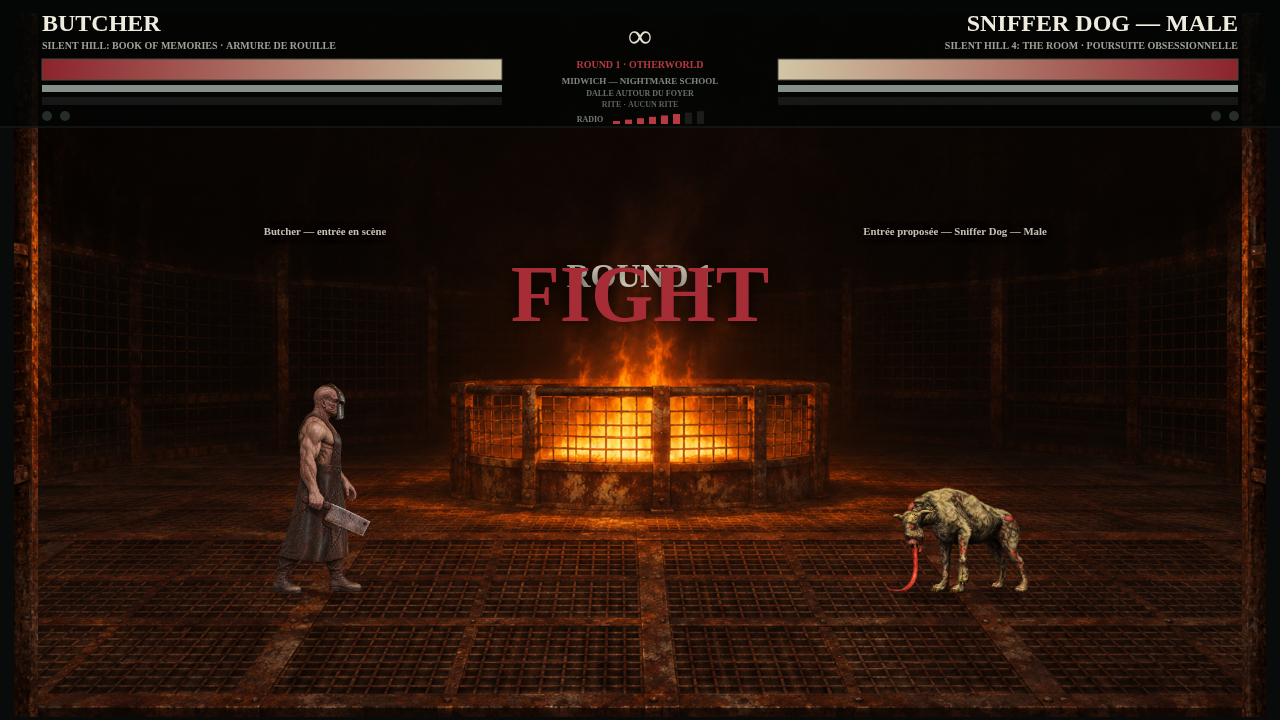 BUTCHER
SILENT HILL: BOOK OF MEMORIES · ARMURE DE ROUILLE
∞
ROUND 1 · OTHERWORLD
MIDWICH — NIGHTMARE SCHOOL
DALLE AUTOUR DU FOYER
RITE · AUCUN RITE
RADIO
SNIFFER DOG — MALE
SILENT HILL 4: THE ROOM · POURSUITE OBSESSIONNELLE
Butcher — entrée en scène
Entrée proposée — Sniffer Dog — Male
ROUND 1
FIGHT